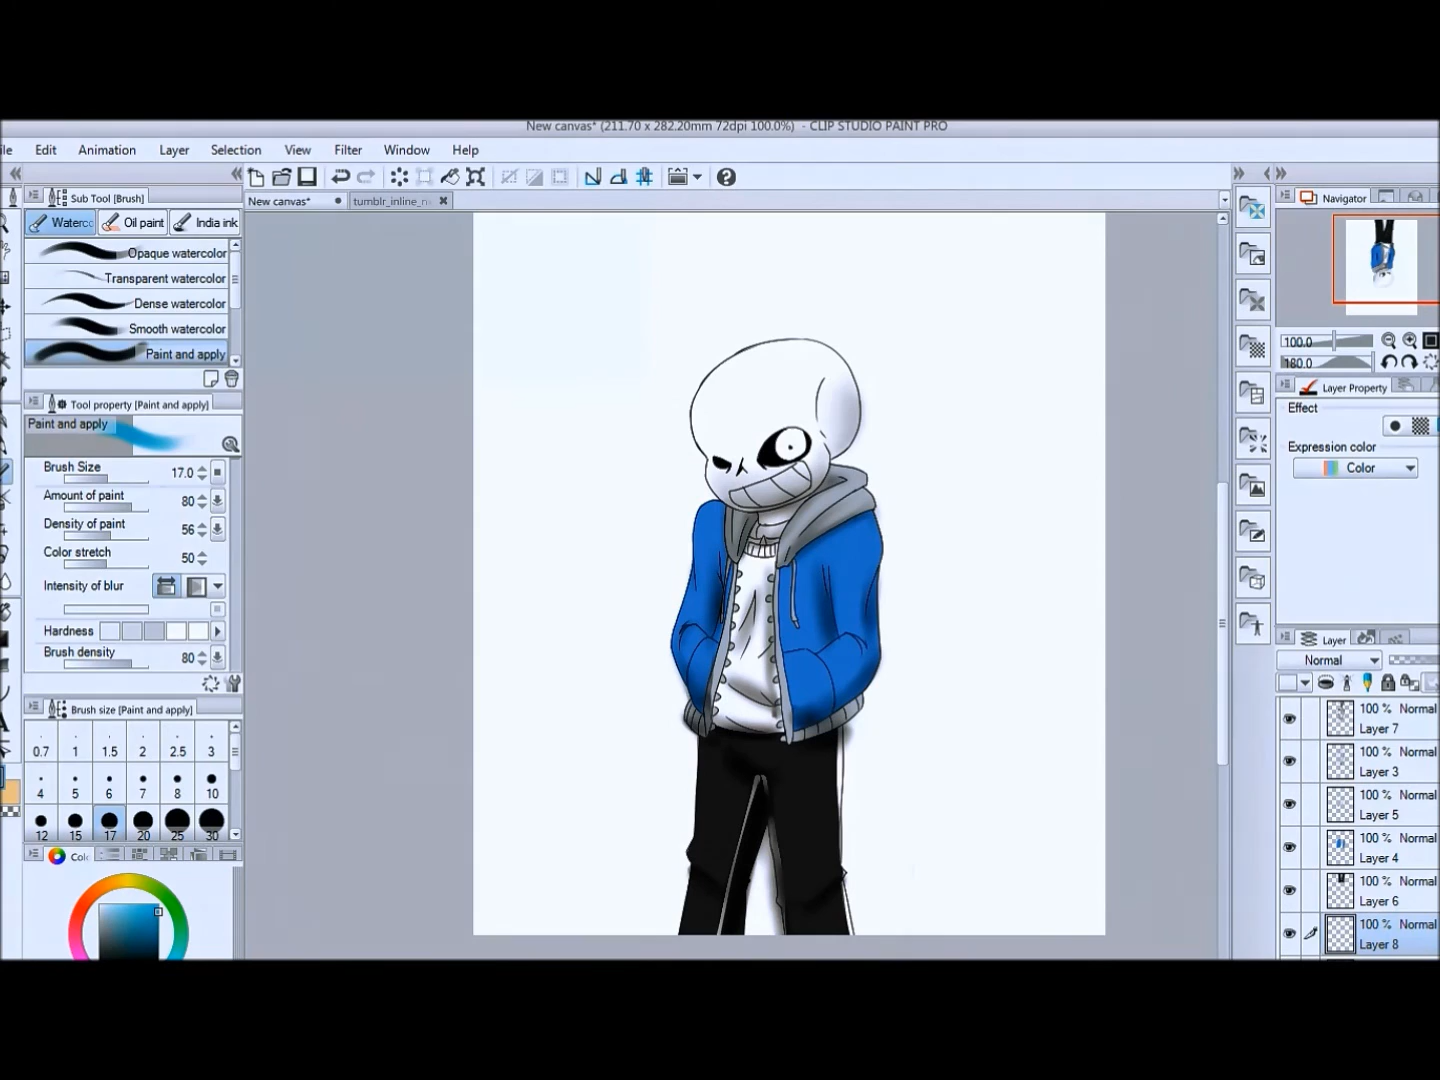 New canvas* (211.70 x 282.20mm 72dpi 100.0%) - CLIP STUDIO PAINT PRO
ile Edit Animation Layer Selection View Filter Window Help
Sub Tool [Brush]
New canvas* tumblr_inline_n
Waterc Oil paint India ink
Opaque watercolor
Transparent watercolor
Dense watercolor
Smooth watercolor
Paint and apply
Tool property [Paint and apply]
Paint and apply
Brush Size 17.0
Amount of paint 80
Density of paint 56
Color stretch 50
Intensity of blur
Hardness
Brush density 80
Brush size [Paint and apply]
0.7 1 1.5 2 2.5 3
4 5 6 7 8 10
12 15 17 20 25 30
Col
Navigator
100.0
180.0
Layer Property
Effect
Expression color
Color
Layer
Normal
100 % Normal
Layer 7
100 % Normal
Layer 3
100 % Normal
Layer 5
100 % Normal
Layer 4
100 % Normal
Layer 6
100 % Normal
Layer 8